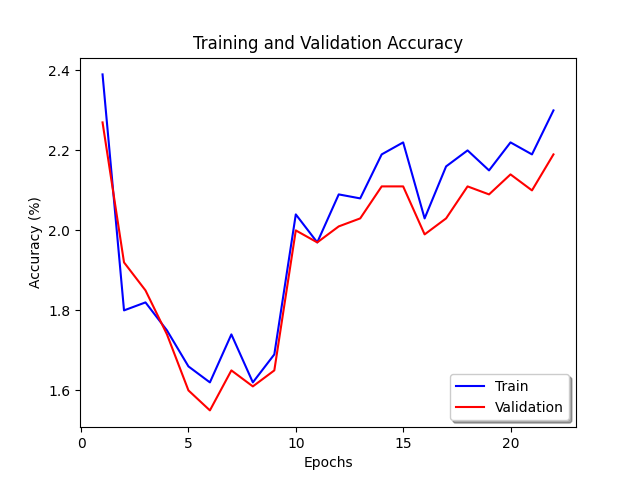 Training and Validation Accuracy
Accuracy (%)
2.4
2.2
2.0
1.8
1.6
0
5
10
15
20
Epochs
Train
Validation